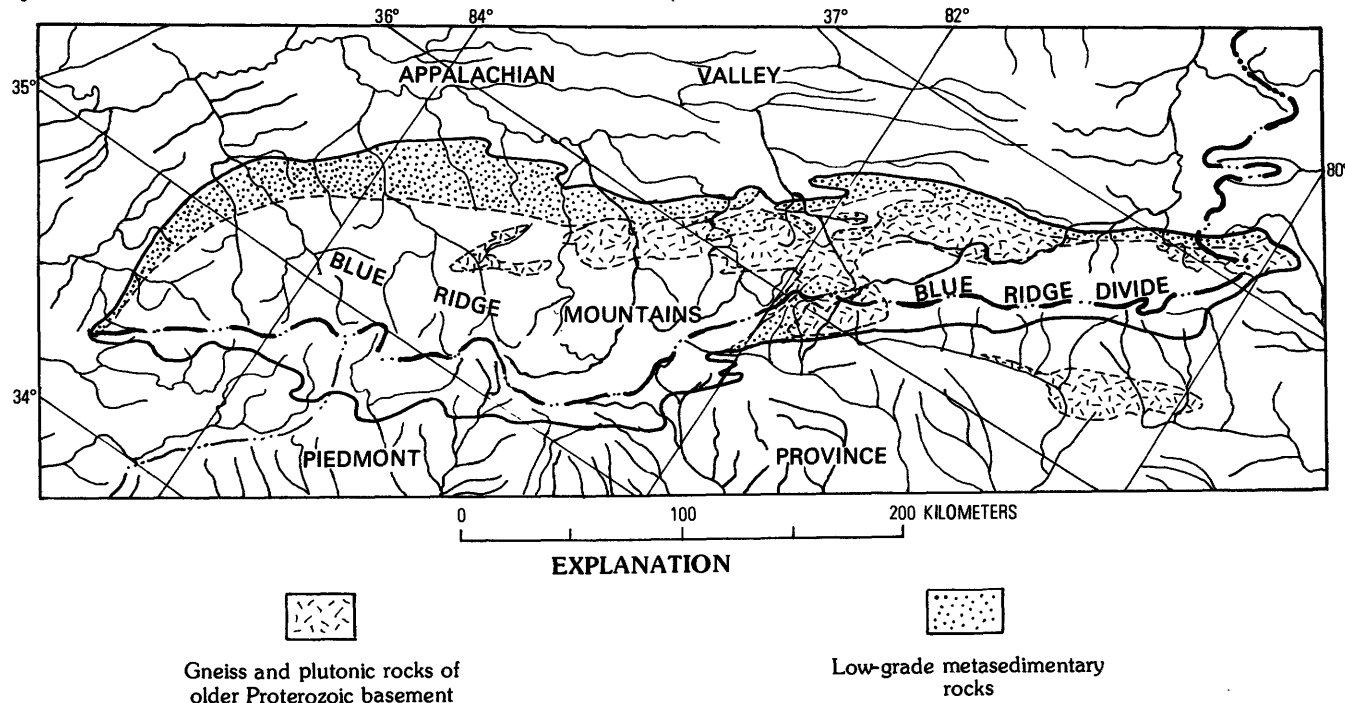 36° 84° 37° 82°
35°
APPALACHIAN VALLEY
80°
BLUE
RIDGE
MOUNTAINS
BLUE RIDGE DIVIDE
34°
PIEDMONT PROVINCE
0 100 200 KILOMETERS
EXPLANATION
Gneiss and plutonic rocks of
older Proterozoic basement
Low-grade metasedimentary
rocks